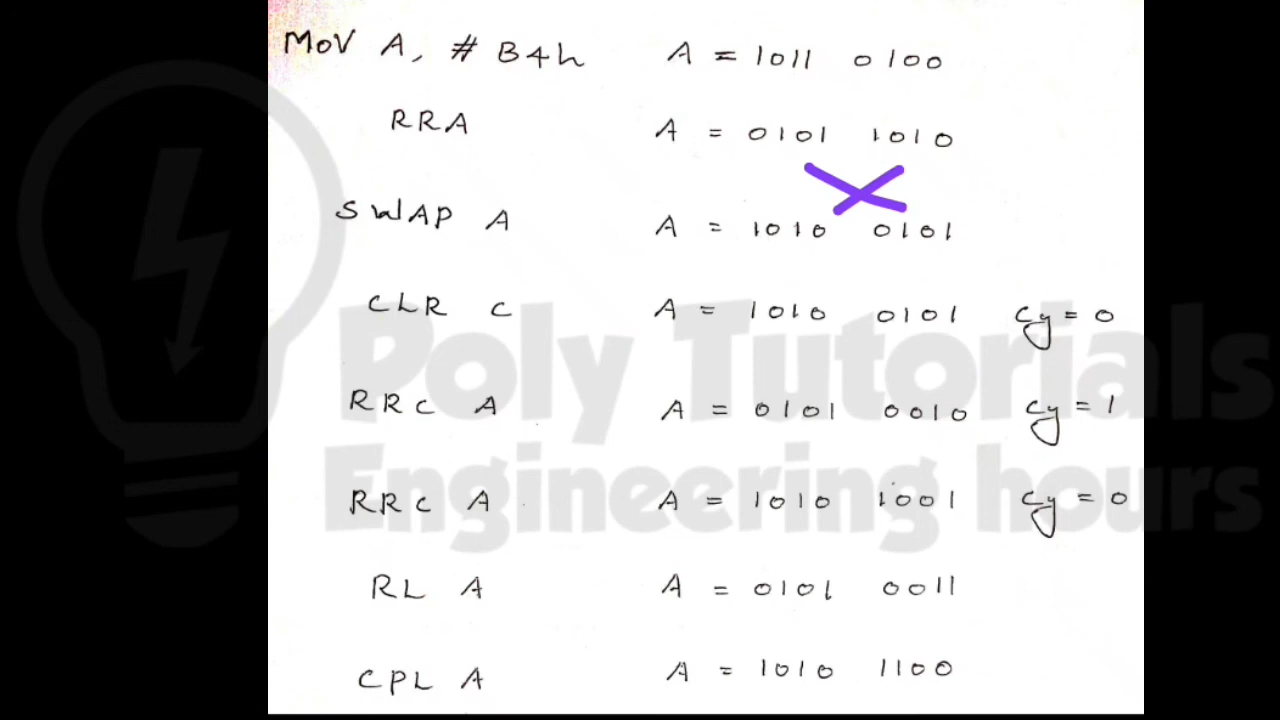 MOV A, # B4h A = 1011 0100
RRA A = 0101 1010
SWAP A A = 1010 0101
CLR C A = 1010 0101 Cy = 0
RRC A A = 0101 0010 Cy = 1
RRC A A = 1010 1001 Cy = 0
RL A A = 0101 0011
CPL A A = 1010 1100
Poly Tutorials
Engineering hours